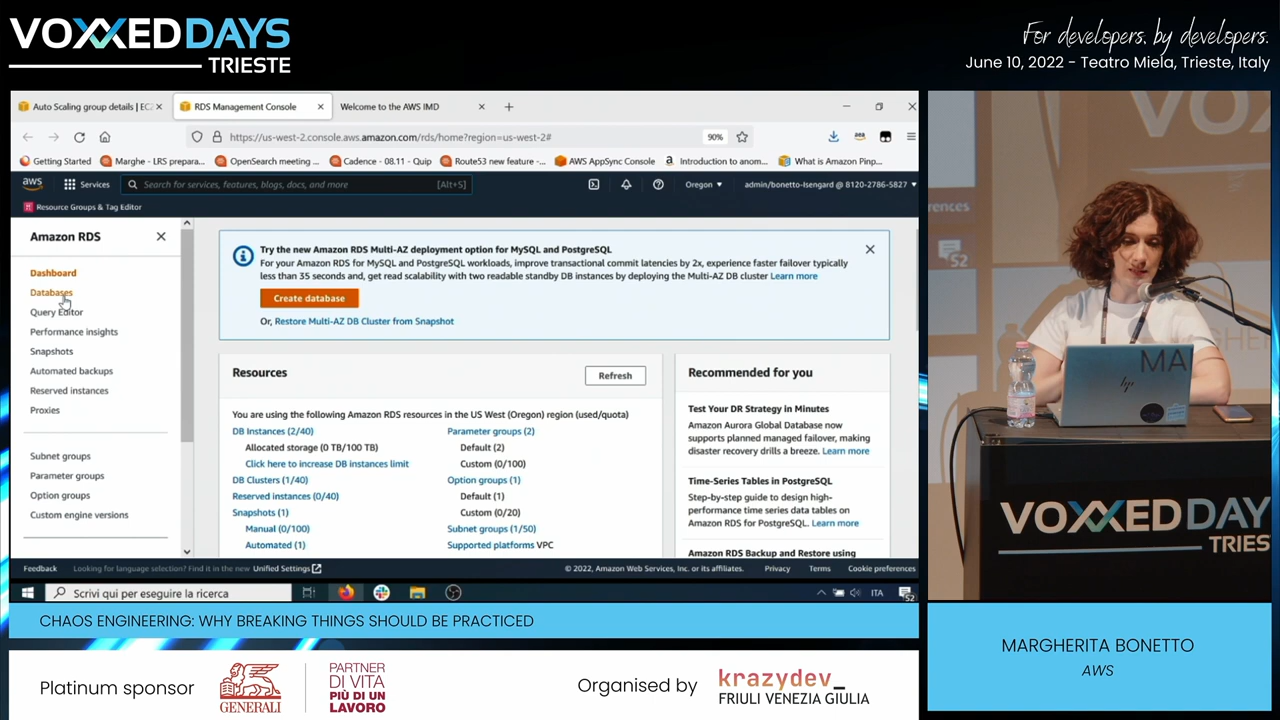 VOXXEDDAYS
TRIESTE
For developers, by developers.
June 10, 2022 - Teatro Miela, Trieste, Italy
Auto Scaling group details | EC2
RDS Management Console
Welcome to the AWS IMD
https://us-west-2.console.aws.amazon.com/rds/home?region=us-west-2#
90%
Getting Started
Marghe - LRS prepara...
OpenSearch meeting ...
Cadence - 08.11 - Quip
Route53 new feature -...
AWS AppSync Console
Introduction to anom...
What is Amazon Pinp...
aws
Services
Search for services, features, blogs, docs, and more
[Alt+S]
Oregon
admin/bonetto-Isengard @ 8120-2786-5827
Resource Groups & Tag Editor
Amazon RDS
Dashboard
Databases
Query Editor
Performance insights
Snapshots
Automated backups
Reserved instances
Proxies
Subnet groups
Parameter groups
Option groups
Custom engine versions
Try the new Amazon RDS Multi-AZ deployment option for MySQL and PostgreSQL
For your Amazon RDS for MySQL and PostgreSQL workloads, improve transactional commit latencies by 2x, experience faster failover typically
less than 35 seconds and, get read scalability with two readable standby DB instances by deploying the Multi-AZ DB cluster Learn more
Create database
Or, Restore Multi-AZ DB Cluster from Snapshot
Resources
Refresh
You are using the following Amazon RDS resources in the US West (Oregon) region (used/quota)
DB Instances (2/40)
Allocated storage (0 TB/100 TB)
Click here to increase DB instances limit
DB Clusters (1/40)
Reserved instances (0/40)
Snapshots (1)
Manual (0/100)
Automated (1)
Parameter groups (2)
Default (2)
Custom (0/100)
Option groups (1)
Default (1)
Custom (0/20)
Subnet groups (1/50)
Supported platforms VPC
Recommended for you
Test Your DR Strategy in Minutes
Amazon Aurora Global Database now
supports planned managed failover, making
disaster recovery drills a breeze. Learn more
Time-Series Tables in PostgreSQL
Step-by-step guide to design high-
performance time series data tables on
Amazon RDS for PostgreSQL. Learn more
Amazon RDS Backup and Restore using
Feedback
Looking for language selection? Find it in the new Unified Settings
© 2022, Amazon Web Services, Inc. or its affiliates.
Privacy
Terms
Cookie preferences
Scrivi qui per eseguire la ricerca
ITA
52
VO
rences
52
MA
hp
VOXXEDDAY
TRIES
CHAOS ENGINEERING: WHY BREAKING THINGS SHOULD BE PRACTICED
MARGHERITA BONETTO
AWS
Platinum sponsor
GENERALI
PARTNER
DI VITA
PIÙ DI UN
LAVORO
Organised by
krazydev_
FRIULI VENEZIA GIULIA